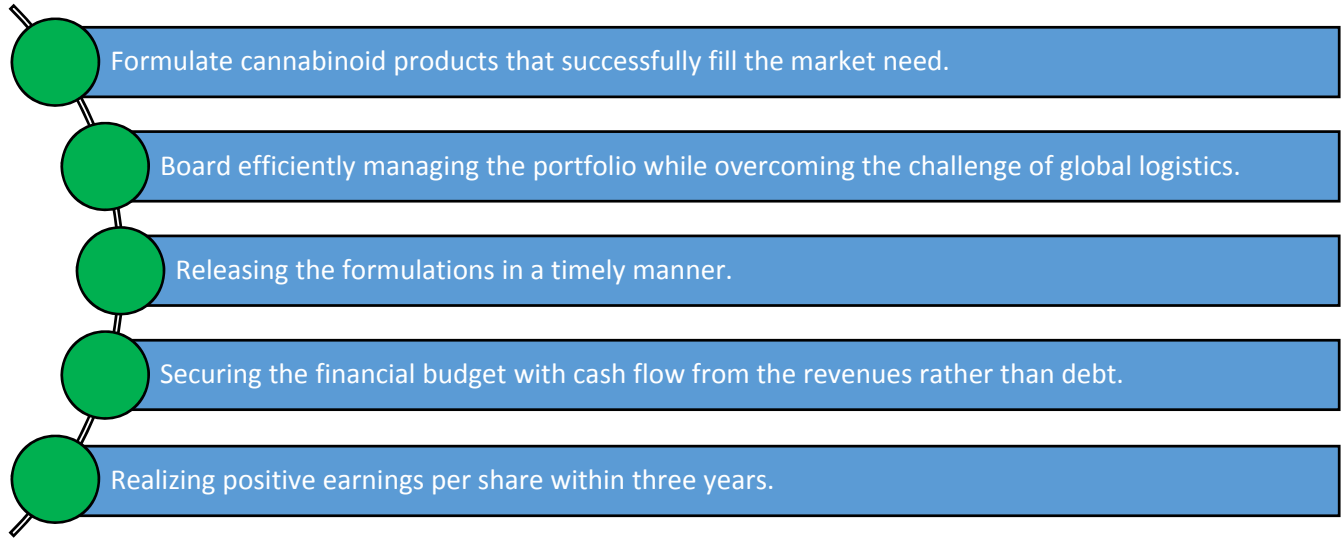 Formulate cannabinoid products that successfully fill the market need.
Board efficiently managing the portfolio while overcoming the challenge of global logistics.
Releasing the formulations in a timely manner.
Securing the financial budget with cash flow from the revenues rather than debt.
Realizing positive earnings per share within three years.